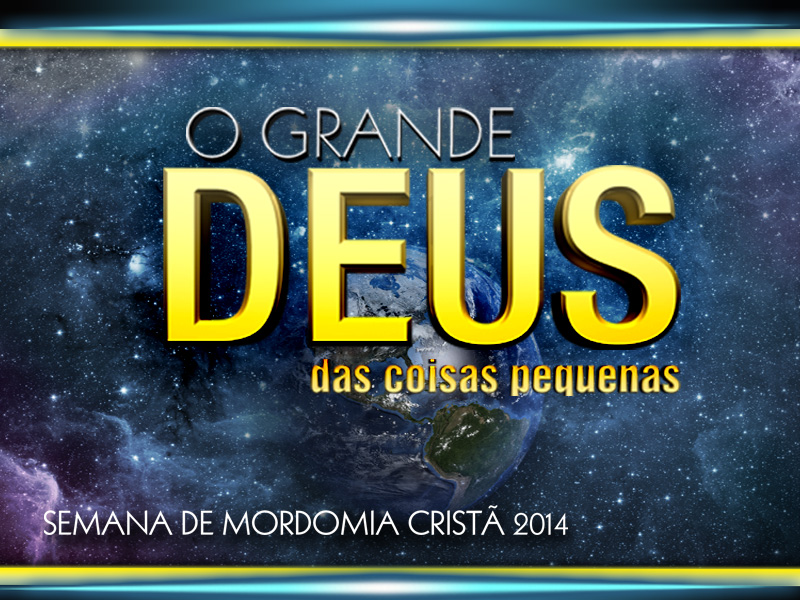 O GRANDE
DEUS
das coisas pequenas
SEMANA DE MORDOMIA CRISTÃ 2014